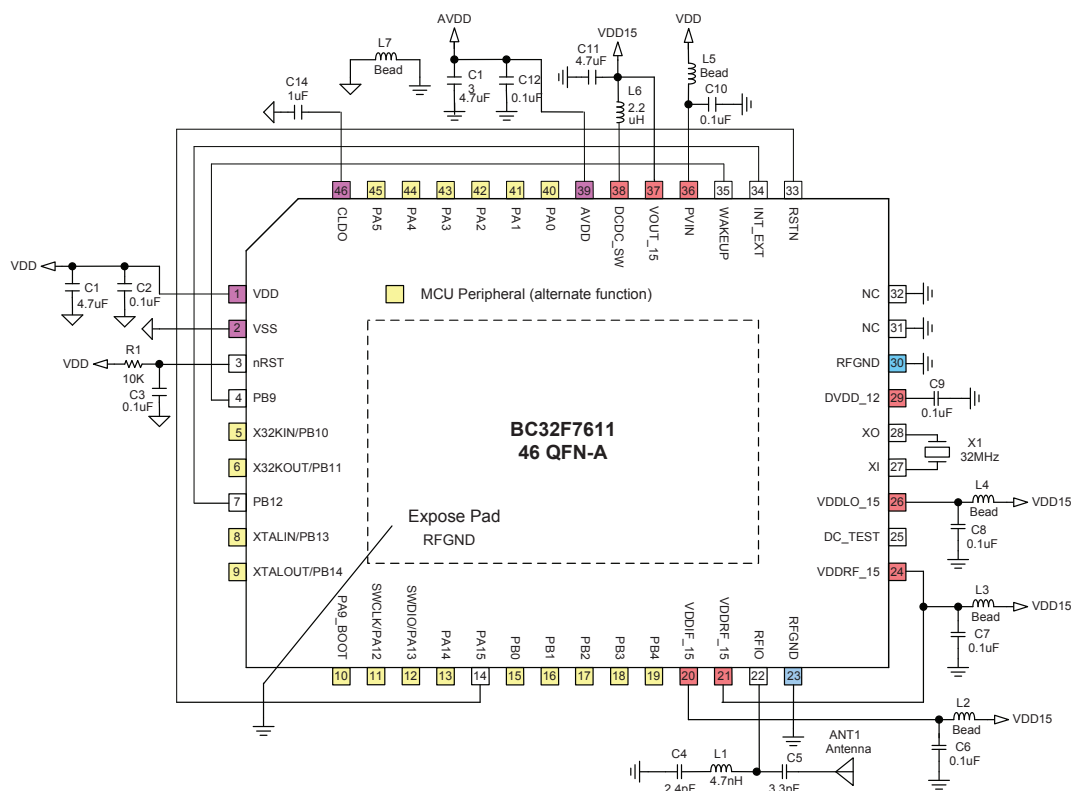 AVDD
VDD15
VDD
L7
Bead
C14
1uF
C1
3
4.7uF
C12
0.1uF
C11
4.7uF
L6
2.2
uH
L5
Bead
C10
0.1uF
46
45
44
43
42
41
40
39
38
37
36
35
34
33
CLDO
PA5
PA4
PA3
PA2
PA1
PA0
AVDD
DCDC_SW
VOUT_15
PVIN
WAKEUP
INT_EXT
RSTN
VDD
C1
4.7uF
C2
0.1uF
1 VDD
2 VSS
VDD
R1
10K
C3
0.1uF
3 nRST
4 PB9
5 X32KIN/PB10
6 X32KOUT/PB11
7 PB12
8 XTALIN/PB13
9 XTALOUT/PB14
MCU Peripheral (alternate function)
BC32F7611
46 QFN-A
Expose Pad
RFGND
NC 32
NC 31
RFGND 30
DVDD_12 29
C9
0.1uF
XO 28
XI 27
X1
32MHz
VDDLO_15 26
L4
Bead
VDD15
C8
0.1uF
DC_TEST 25
VDDRF_15 24
L3
Bead
VDD15
C7
0.1uF
PA9_BOOT
SWCLK/PA12
SWDIO/PA13
PA14
PA15
PB0
PB1
PB2
PB3
PB4
VDDIF_15
VDDRF_15
RFIO
RFGND
10
11
12
13
14
15
16
17
18
19
20
21
22
23
L2
Bead
VDD15
C6
0.1uF
ANT1
Antenna
C4
2.4pF
L1
4.7nH
C5
3.3pF